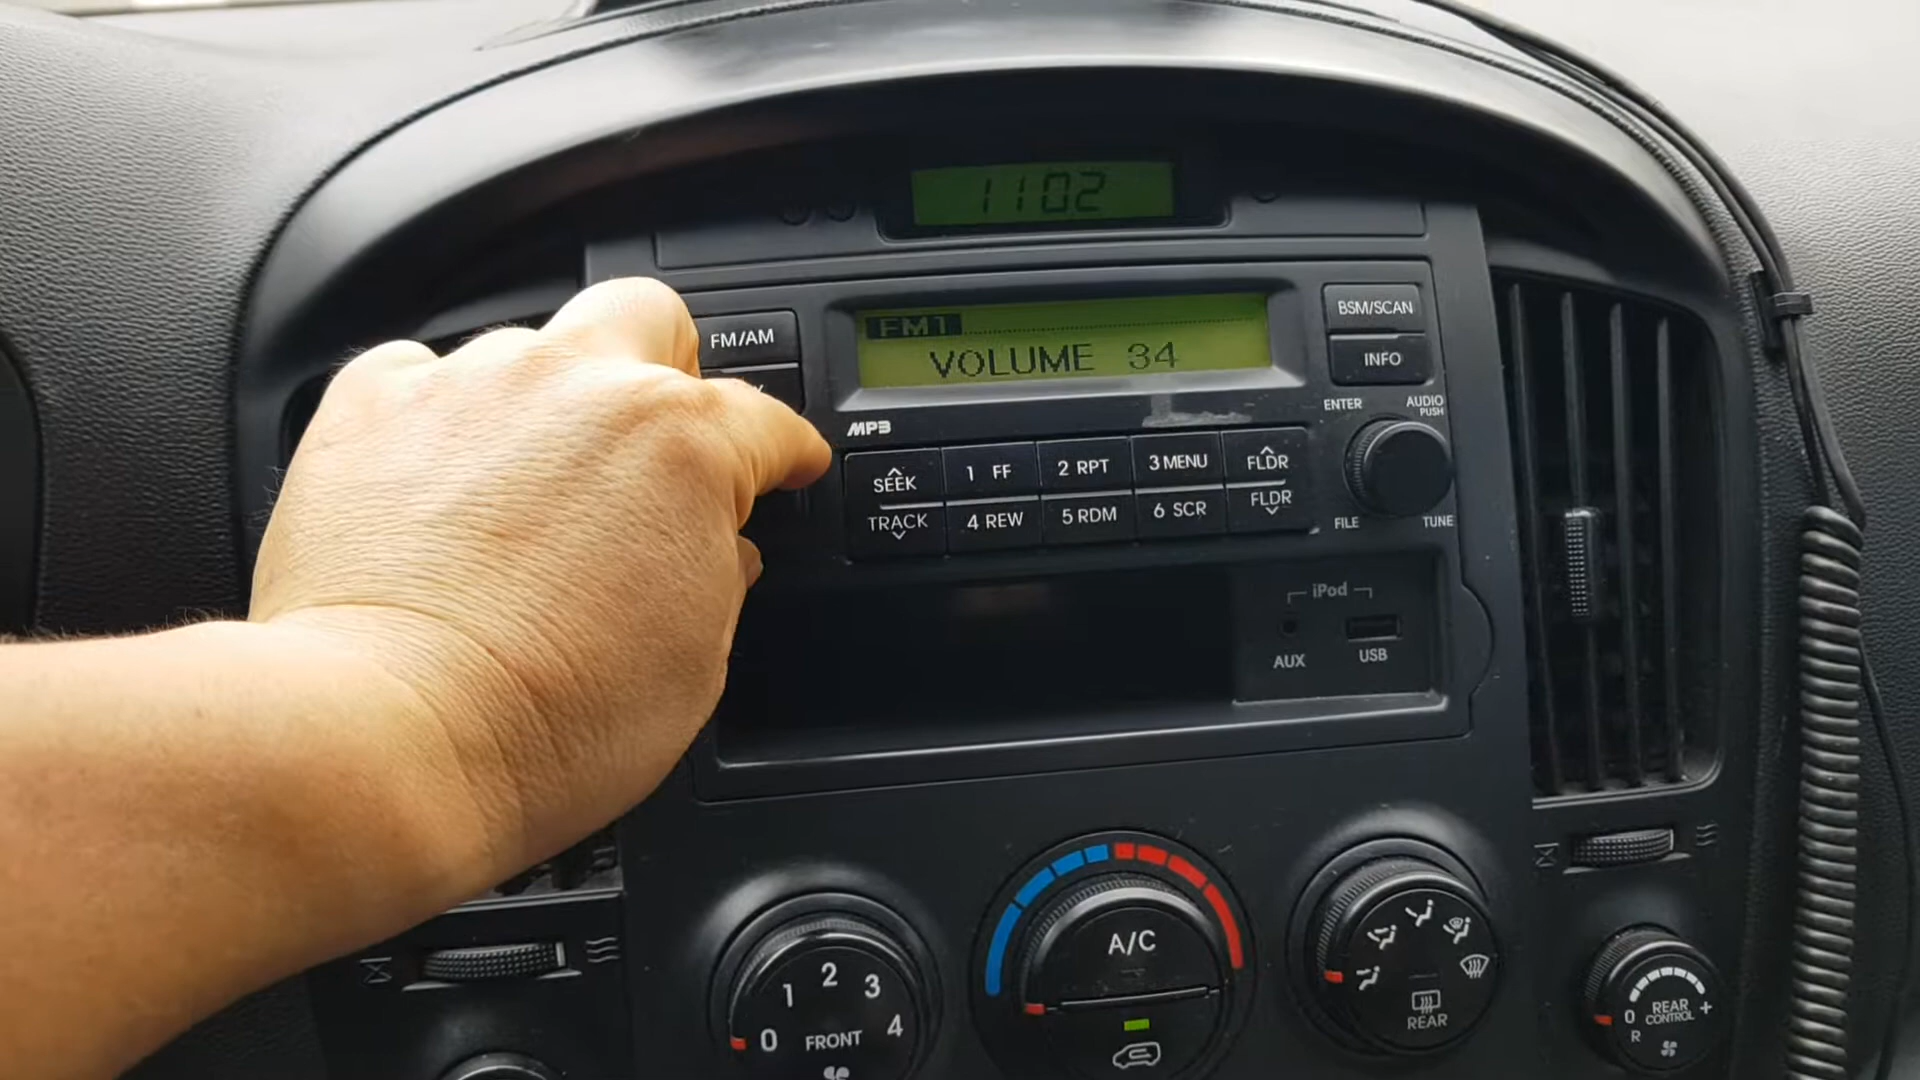 1102
FM/AM
FM1
VOLUME 34
BSM/SCAN
INFO
ENTER
AUDIO
PUSH
MP3
SEEK
TRACK
1 FF
2 RPT
3 MENU
FLDR
4 REW
5 RDM
6 SCR
FLDR
FILE
TUNE
iPod
AUX
USB
0 1 2 3 4
FRONT
A/C
REAR
REAR
CONTROL
0
+
R